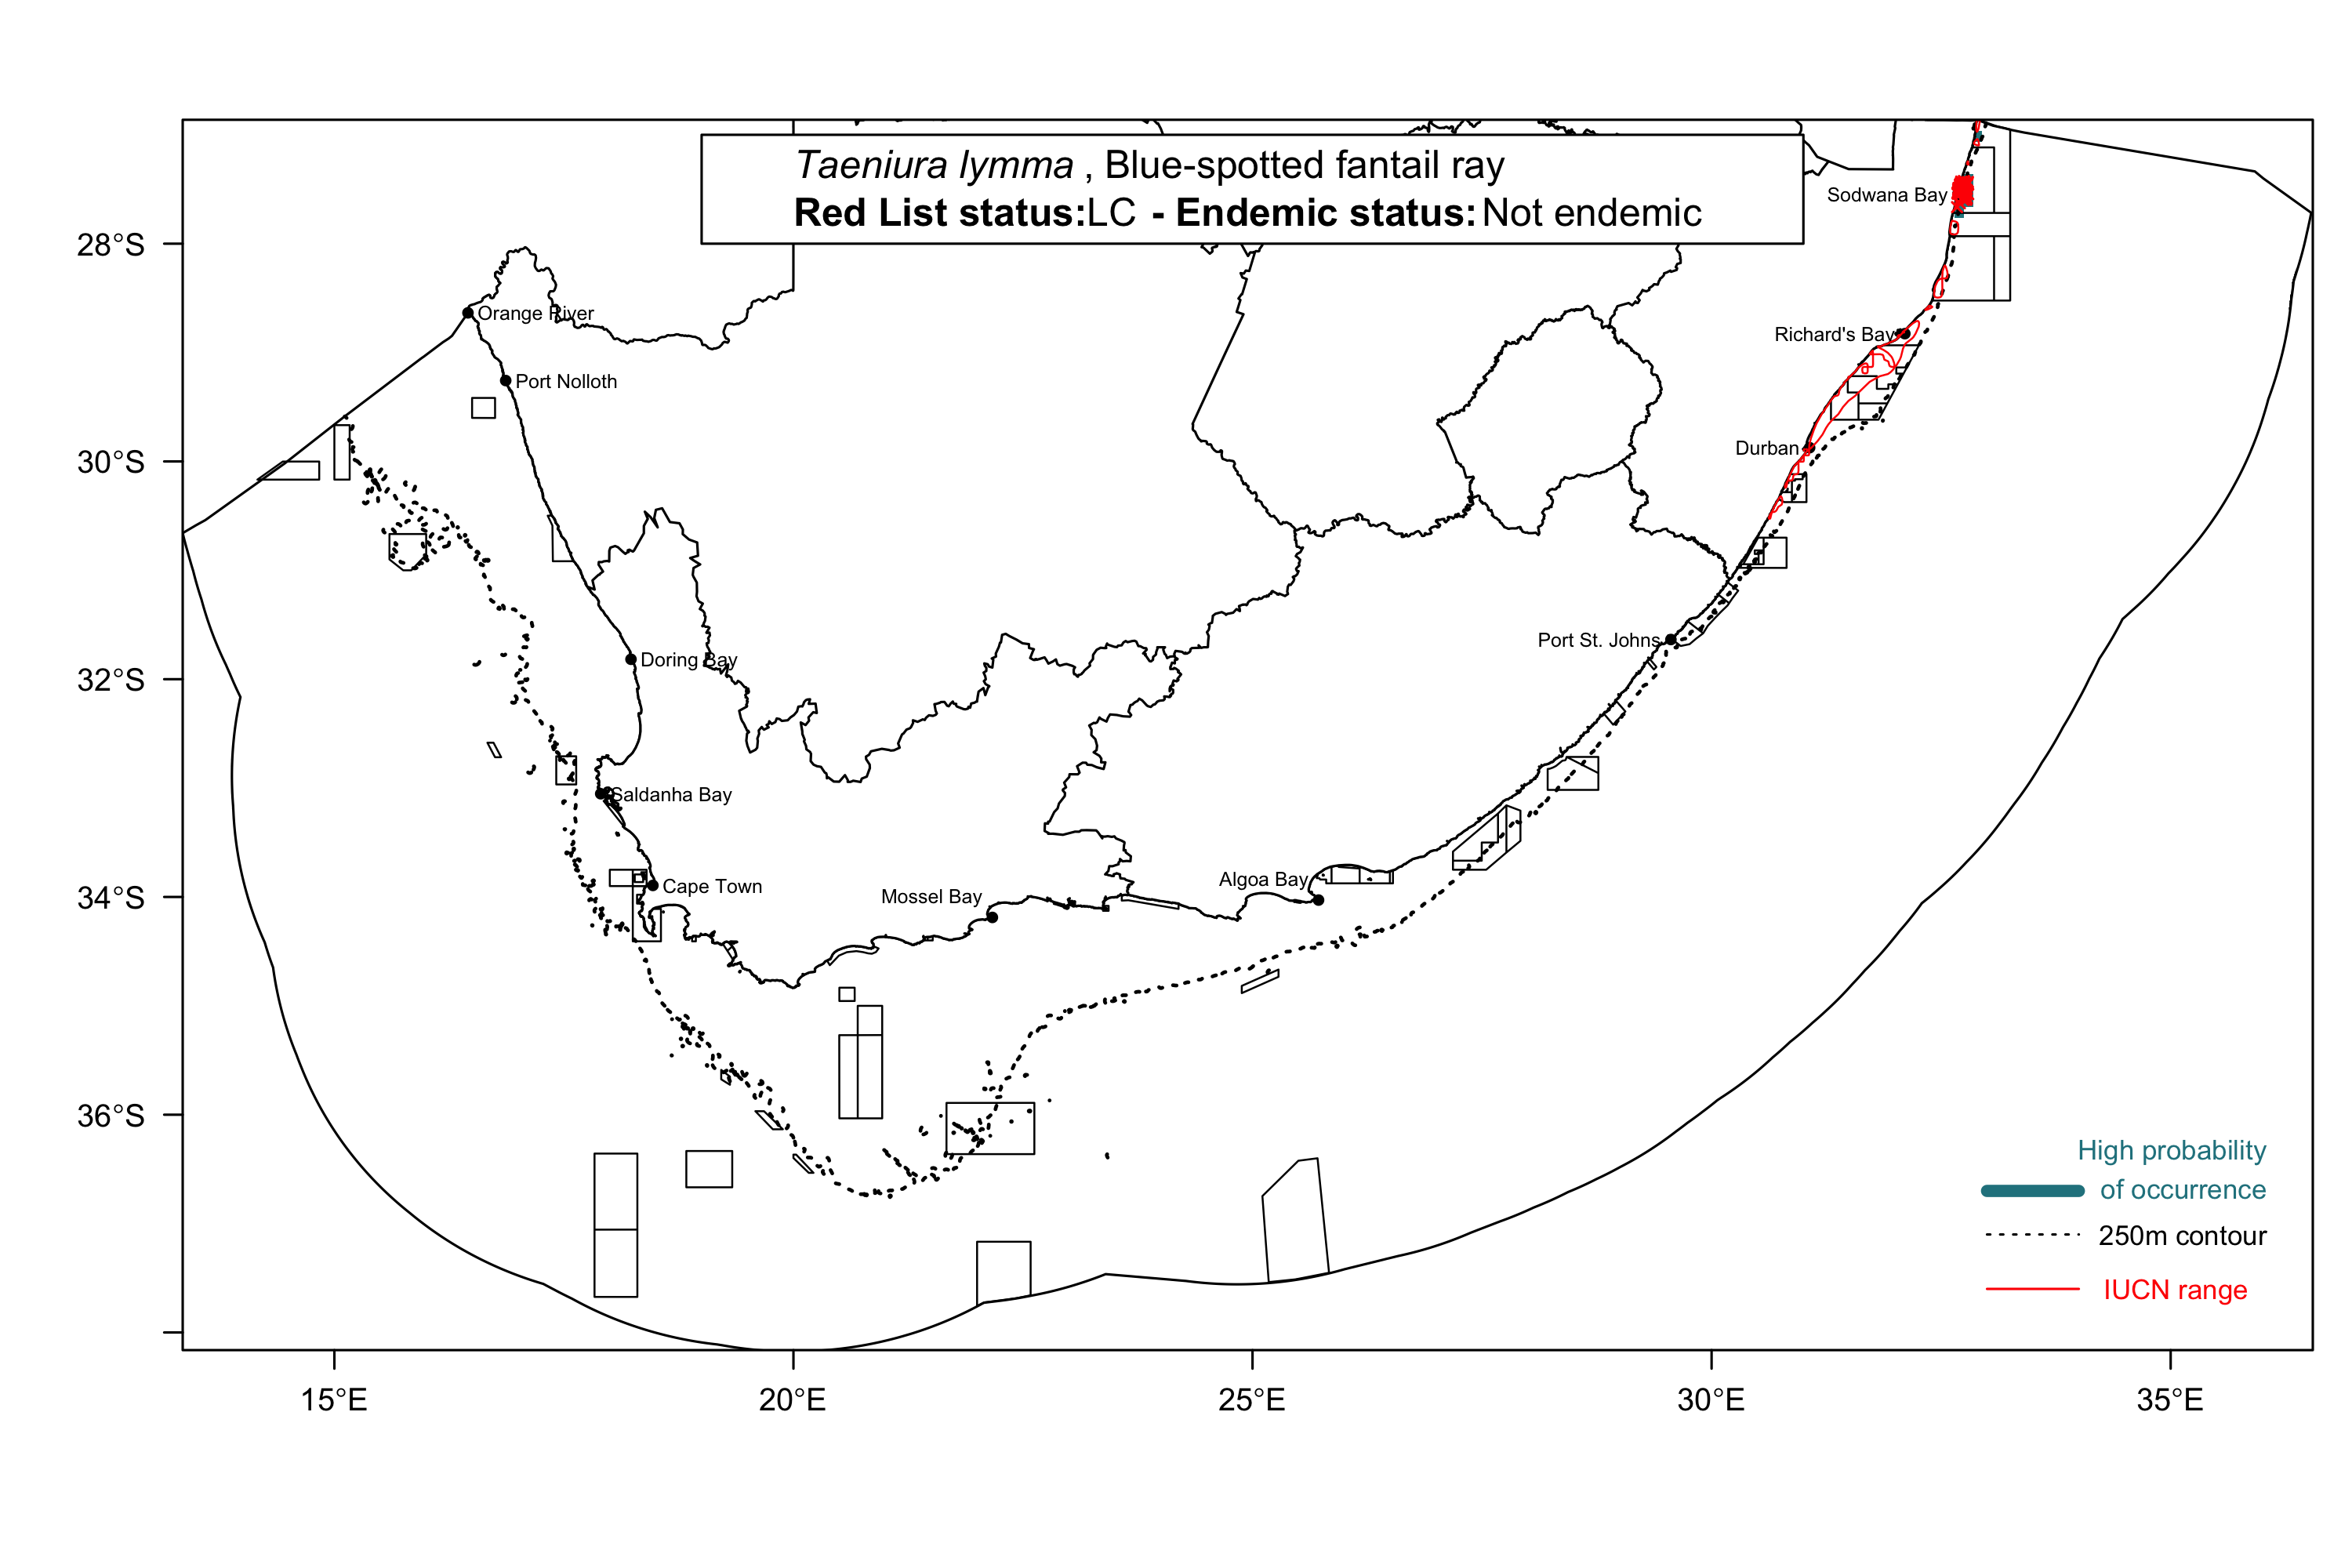 Taeniura lymma , Blue-spotted fantail ray
Red List status:LC - Endemic status: Not endemic
Sodwana Bay
28°S
Orange River
Richard's Bay
Port Nolloth
Durban
30°S
Port St. Johns
Doring Bay
32°S
Saldanha Bay
Algoa Bay
Cape Town
Mossel Bay
34°S
36°S
High probability
of occurrence
250m contour
IUCN range
15°E
20°E
25°E
30°E
35°E